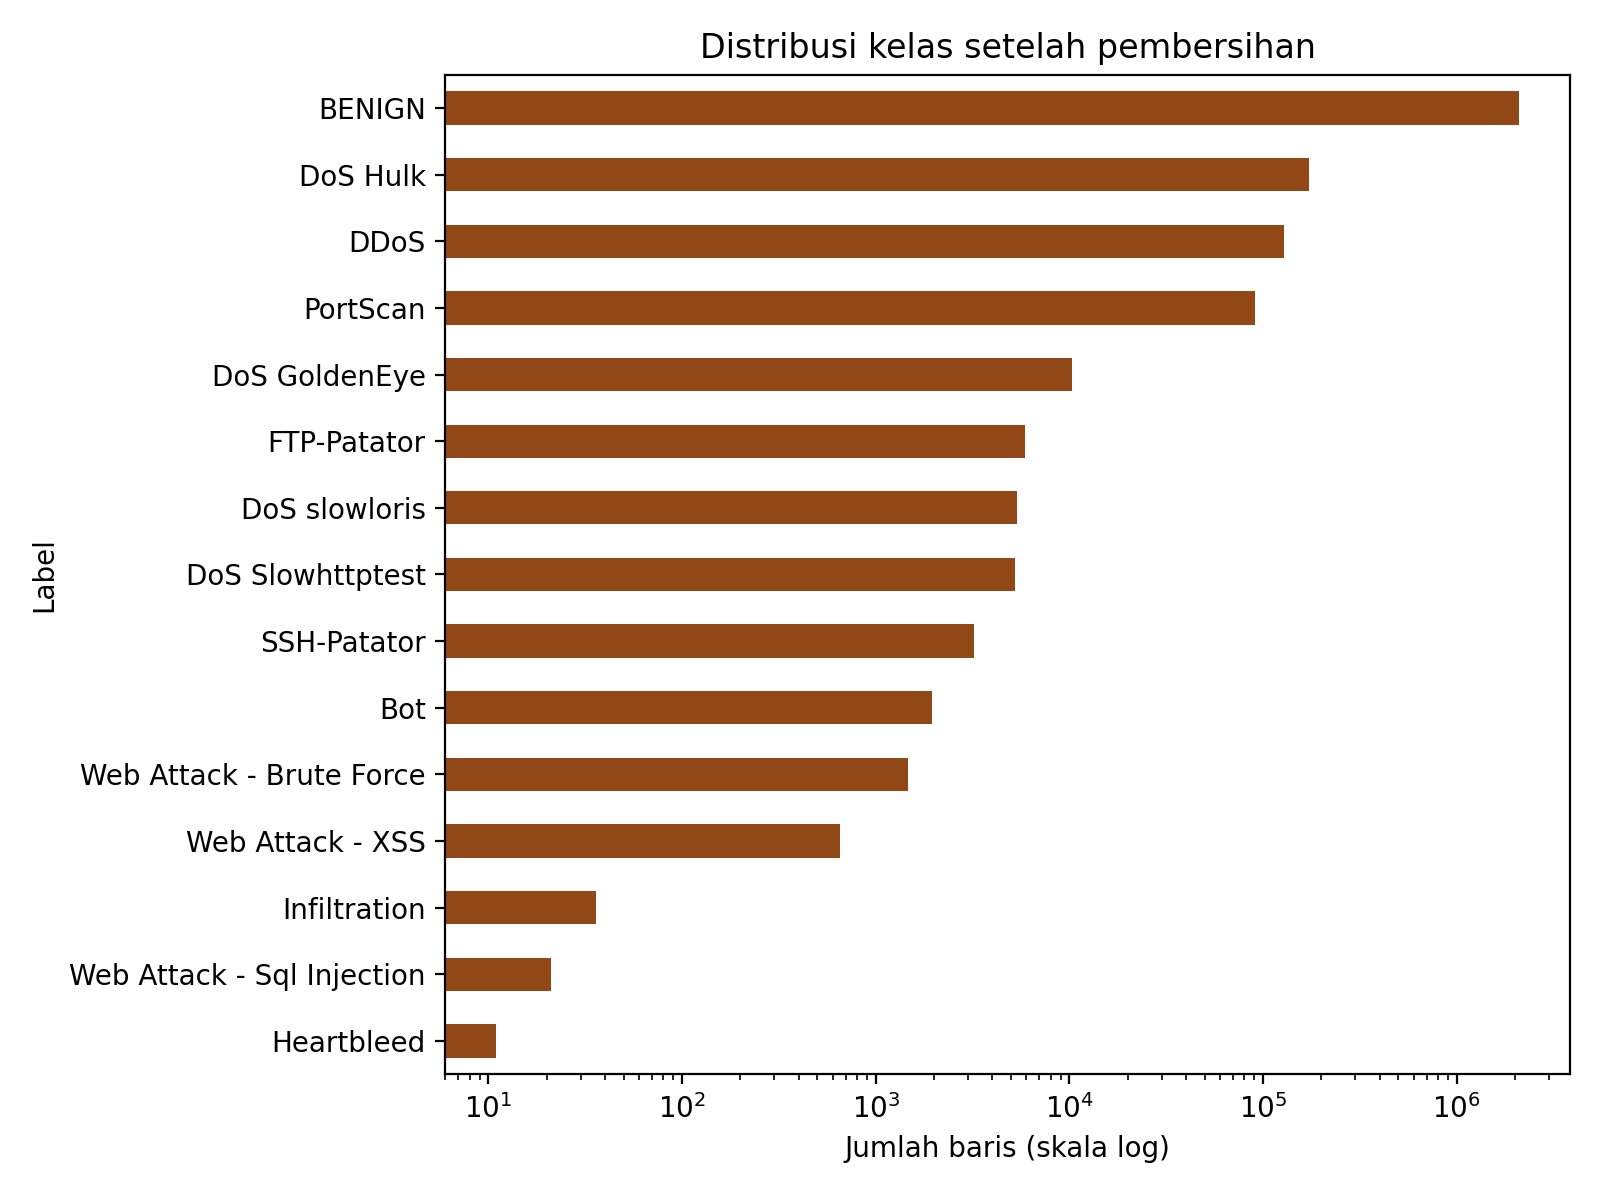 Distribusi kelas setelah pembersihan
BENIGN
DoS Hulk
DDoS
PortScan
DoS GoldenEye
FTP-Patator
DoS slowloris
DoS Slowhttptest
SSH-Patator
Bot
Web Attack - Brute Force
Web Attack - XSS
Infiltration
Web Attack - Sql Injection
Heartbleed
Label
10¹ 10² 10³ 10⁴ 10⁵ 10⁶
Jumlah baris (skala log)